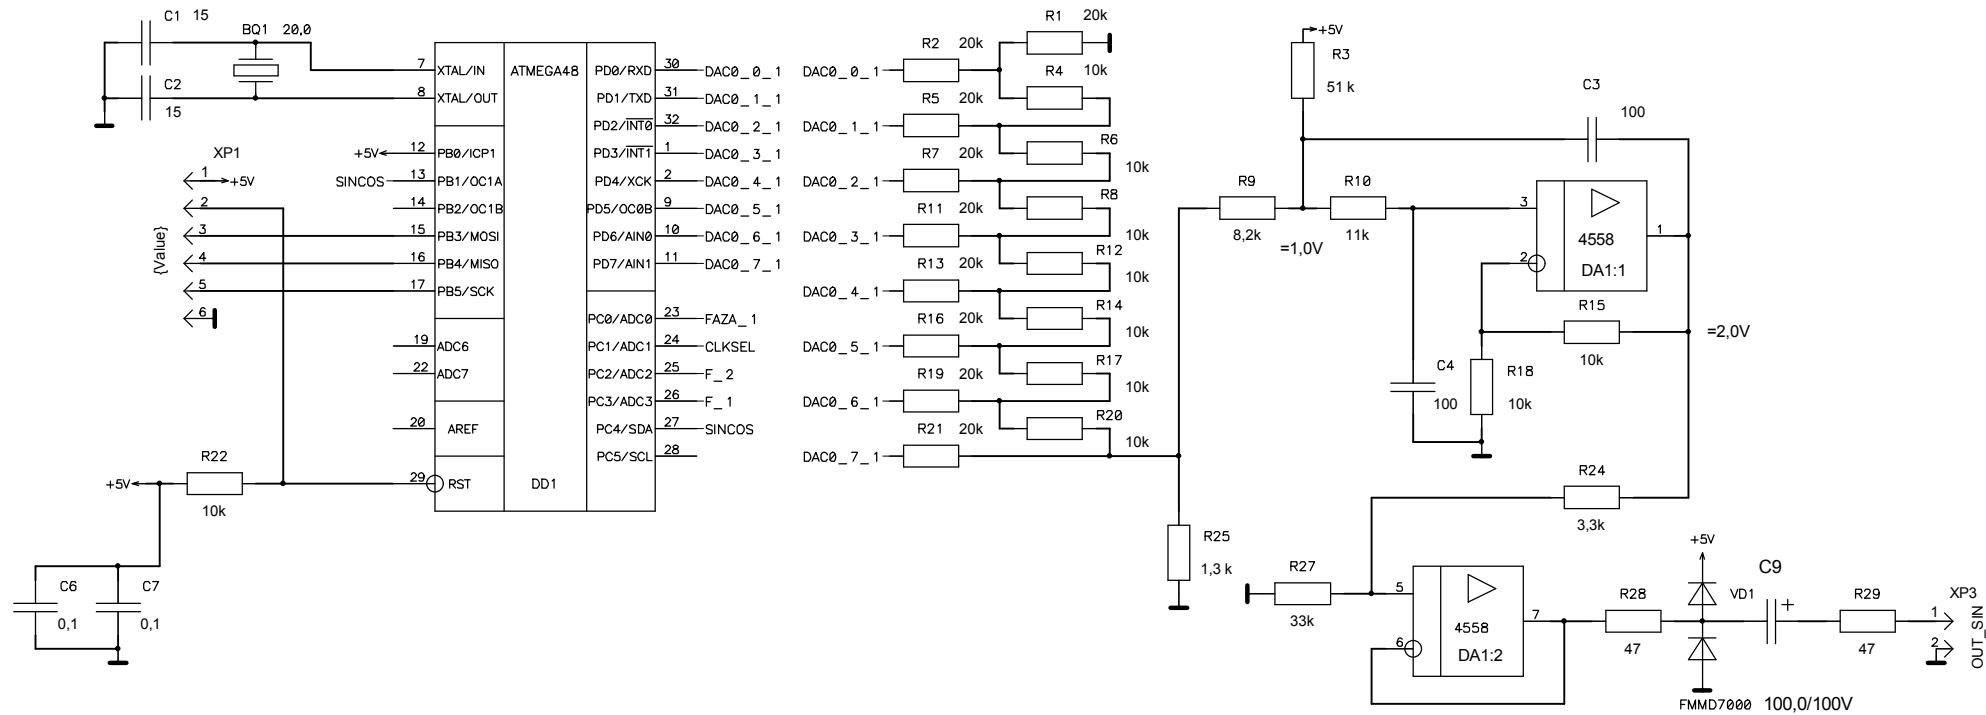 C1 15
BQ1 20,0
C2
15
XP1
1 +5V
2
3
4
5
6
{Value}
+5V 12
SINCOS 13
14
15
16
17
19
22
20
29
7 XTAL/IN
8 XTAL/OUT
PB0/ICP1
PB1/OC1A
PB2/OC1B
PB3/MOSI
PB4/MISO
PB5/SCK
ADC6
ADC7
AREF
RST
ATMEGA48
DD1
PD0/RXD 30 DAC0_0_1
PD1/TXD 31 DAC0_1_1
PD2/INT0 32 DAC0_2_1
PD3/INT1 1 DAC0_3_1
PD4/XCK 2 DAC0_4_1
PD5/OC0B 9 DAC0_5_1
PD6/AIN0 10 DAC0_6_1
PD7/AIN1 11 DAC0_7_1
PC0/ADC0 23 FAZA_1
PC1/ADC1 24 CLKSEL
PC2/ADC2 25 F_2
PC3/ADC3 26 F_1
PC4/SDA 27 SINCOS
PC5/SCL 28
R22
+5V
10k
C6
0,1
C7
0,1
R1 20k
R2 20k
DAC0_0_1
R4 10k
R5 20k
DAC0_1_1
R6
10k
R7 20k
DAC0_2_1
R8
10k
R11 20k
DAC0_3_1
R12
10k
R13 20k
DAC0_4_1
R14
10k
R16 20k
DAC0_5_1
R17
10k
R19 20k
DAC0_6_1
R20
10k
R21 20k
DAC0_7_1
R25
1,3 k
+5V
R3
51 k
C3
100
R9
8,2k
=1,0V
R10
11k
3
2
1
4558
DA1:1
R15
10k
=2,0V
C4
100
R18
10k
R24
3,3k
R27
33k
5
6
7
4558
DA1:2
R28
47
+5V
VD1
FMMD7000
C9
+
100,0/100V
R29
47
XP3
1
2
OUT_SIN